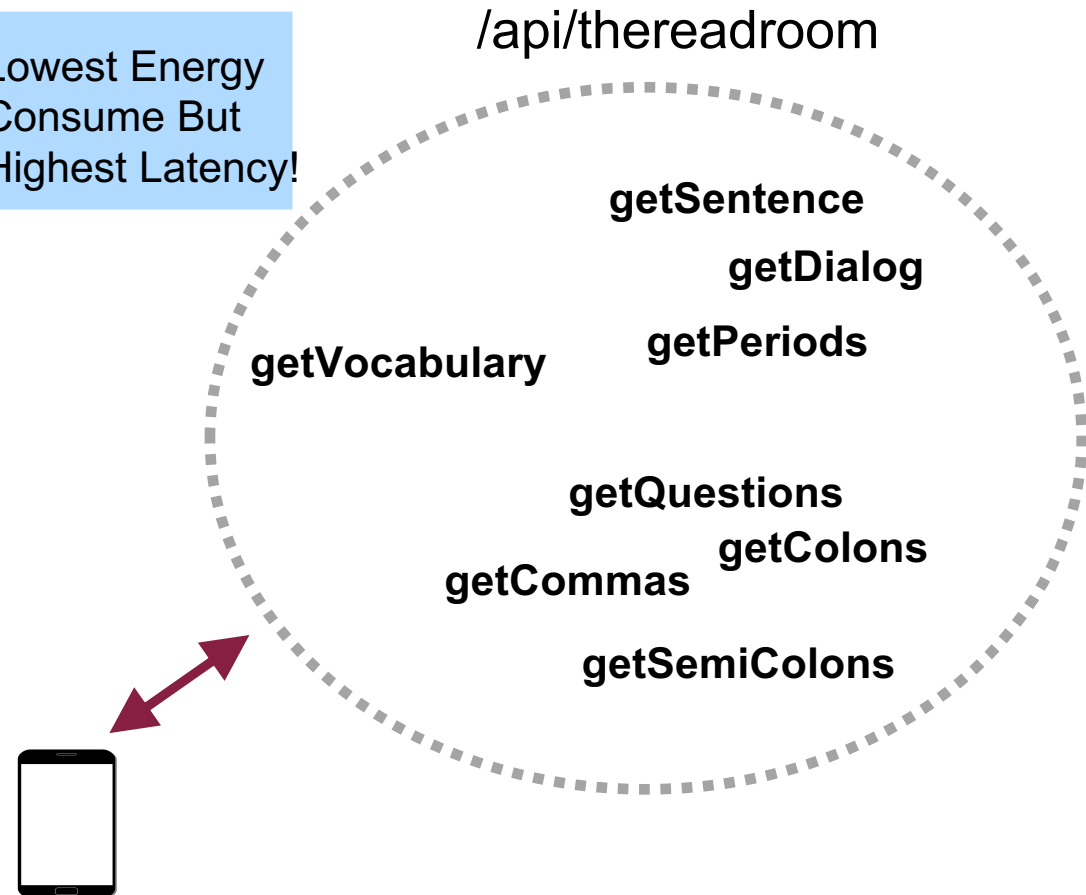 /api/thereadroom
Lowest Energy
Consume But
Highest Latency!
getSentence
getDialog
getPeriods
getVocabulary
getQuestions
getColons
getCommas
getSemiColons